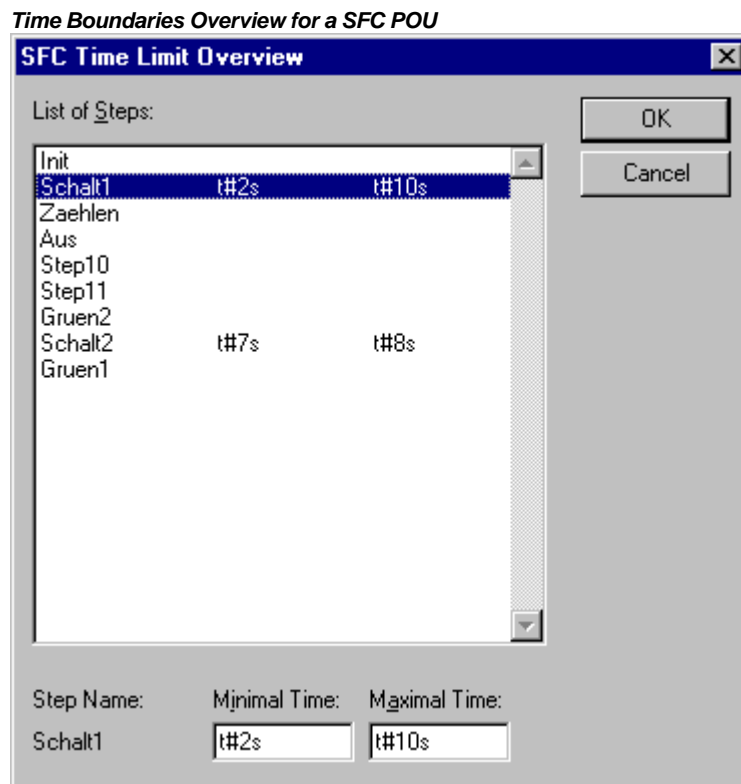 Time Boundaries Overview for a SFC POU
SFC Time Limit Overview
List of Steps:
OK
Cancel
Init
Schalt1 t#2s t#10s
Zaehlen
Aus
Step10
Step11
Gruen2
Schalt2 t#7s t#8s
Gruen1
Step Name: Minimal Time: Maximal Time:
Schalt1 t#2s t#10s